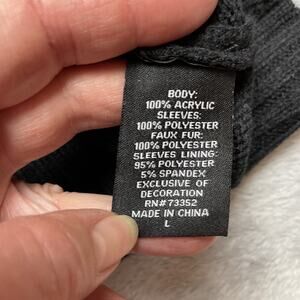 BODY:
100% ACRYLIC
SLEEVES:
100% POLYESTER
FAUX FUR:
100% POLYESTER
SLEEVES LINING:
95% POLYESTER
5% SPANDEX
EXCLUSIVE OF
DECORATION
RN#73352
MADE IN CHINA
L